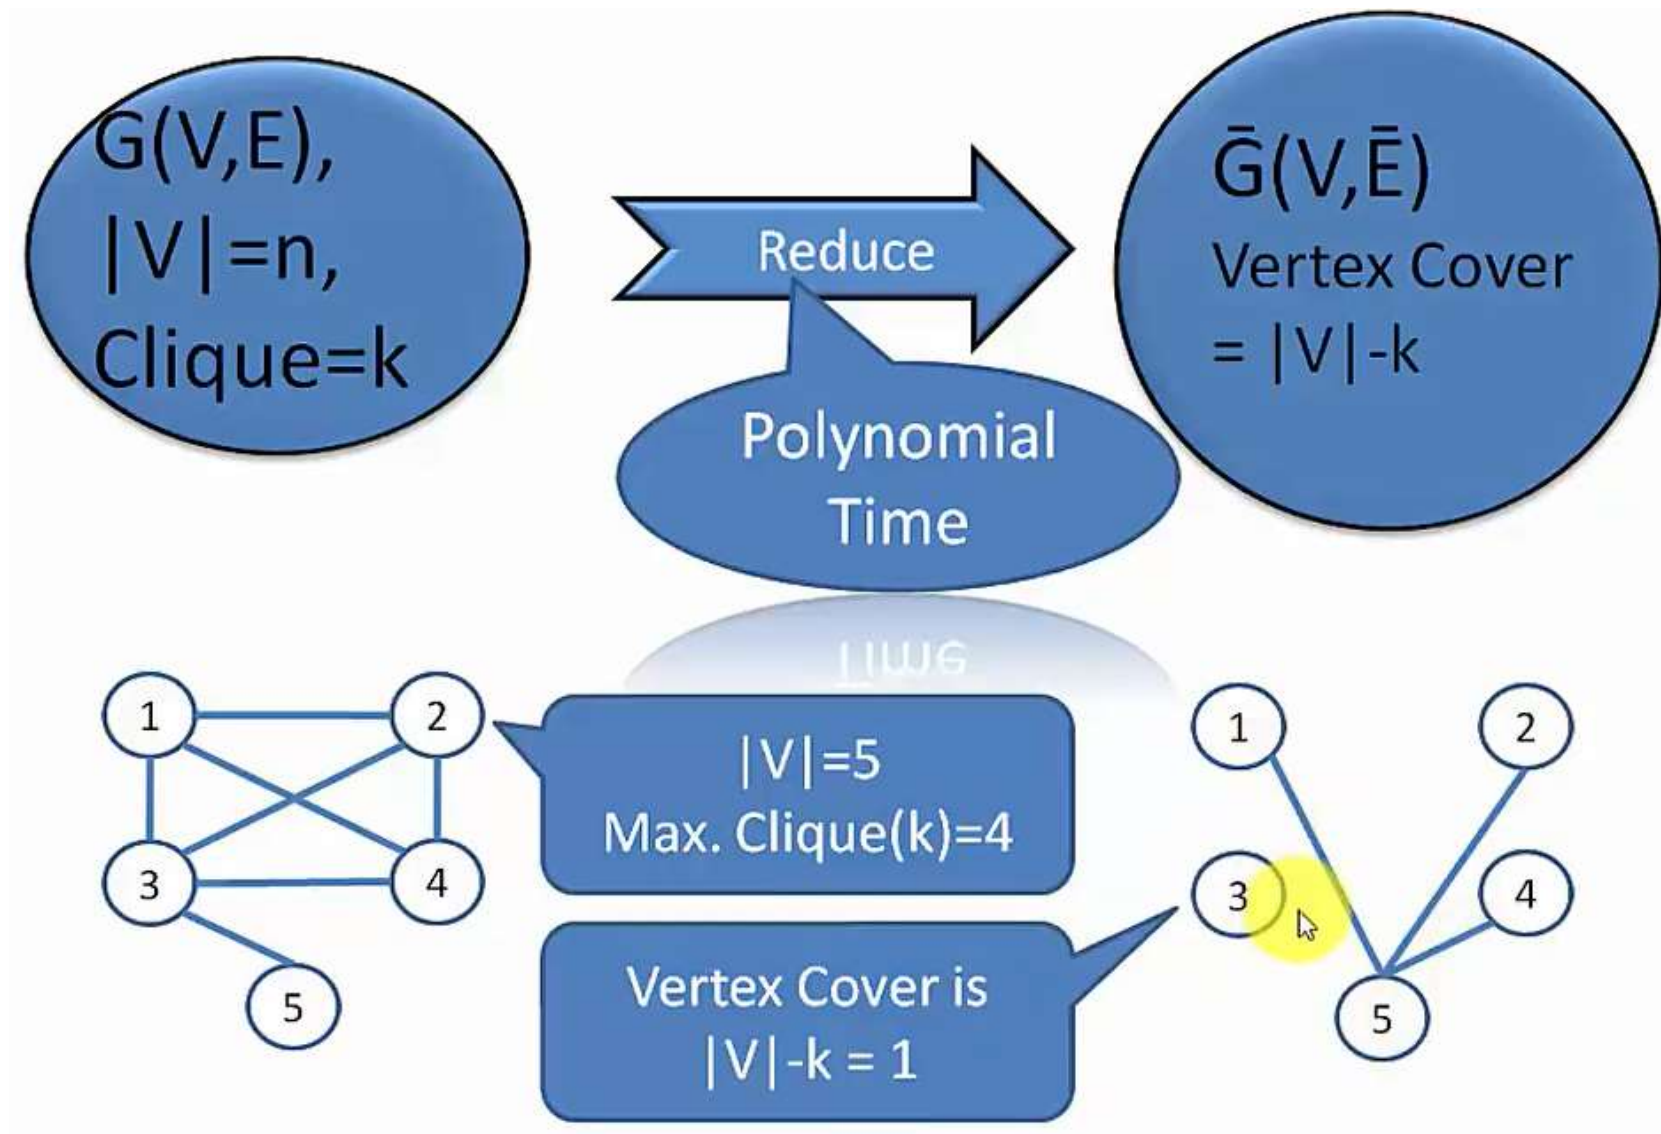 G(V,E),
|V|=n,
Clique=k
Reduce
Polynomial
Time
Ḡ(V,Ē)
Vertex Cover
= |V|-k
Time
1
2
3
4
5
|V|=5
Max. Clique(k)=4
Vertex Cover is
|V|-k = 1
1
2
3
4
5